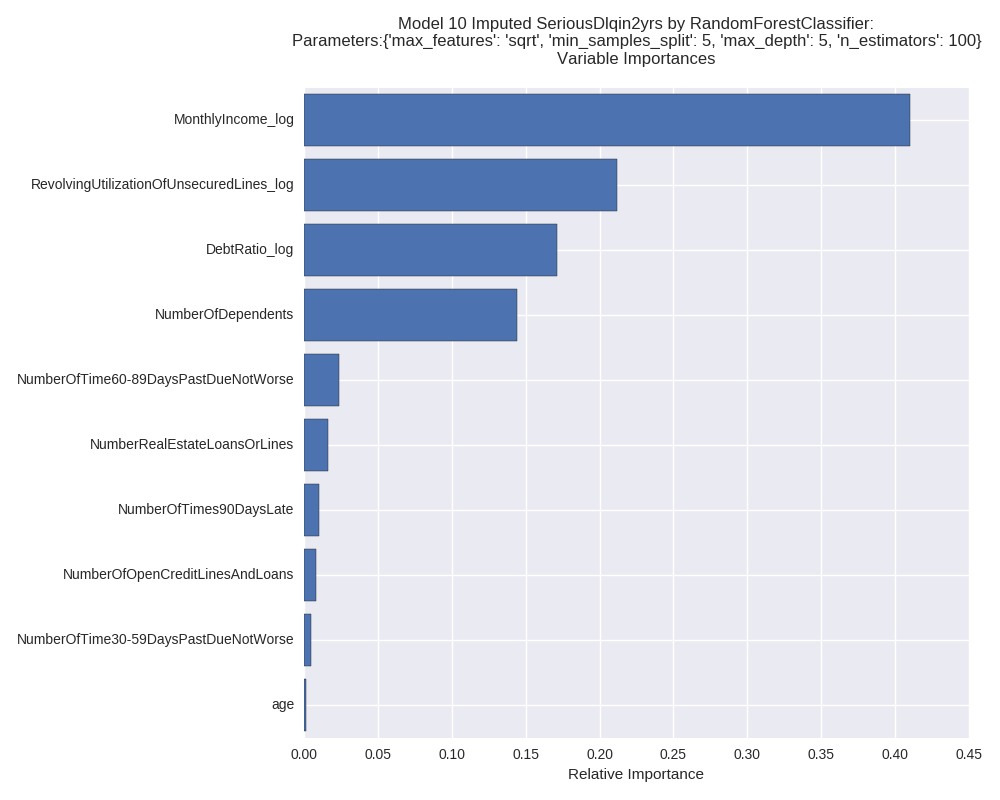 Model 10 Imputed SeriousDlqin2yrs by RandomForestClassifier:
Parameters:{'max_features': 'sqrt', 'min_samples_split': 5, 'max_depth': 5, 'n_estimators': 100}
Variable Importances
MonthlyIncome_log
RevolvingUtilizationOfUnsecuredLines_log
DebtRatio_log
NumberOfDependents
NumberOfTime60-89DaysPastDueNotWorse
NumberRealEstateLoansOrLines
NumberOfTimes90DaysLate
NumberOfOpenCreditLinesAndLoans
NumberOfTime30-59DaysPastDueNotWorse
age
0.00 0.05 0.10 0.15 0.20 0.25 0.30 0.35 0.40 0.45
Relative Importance